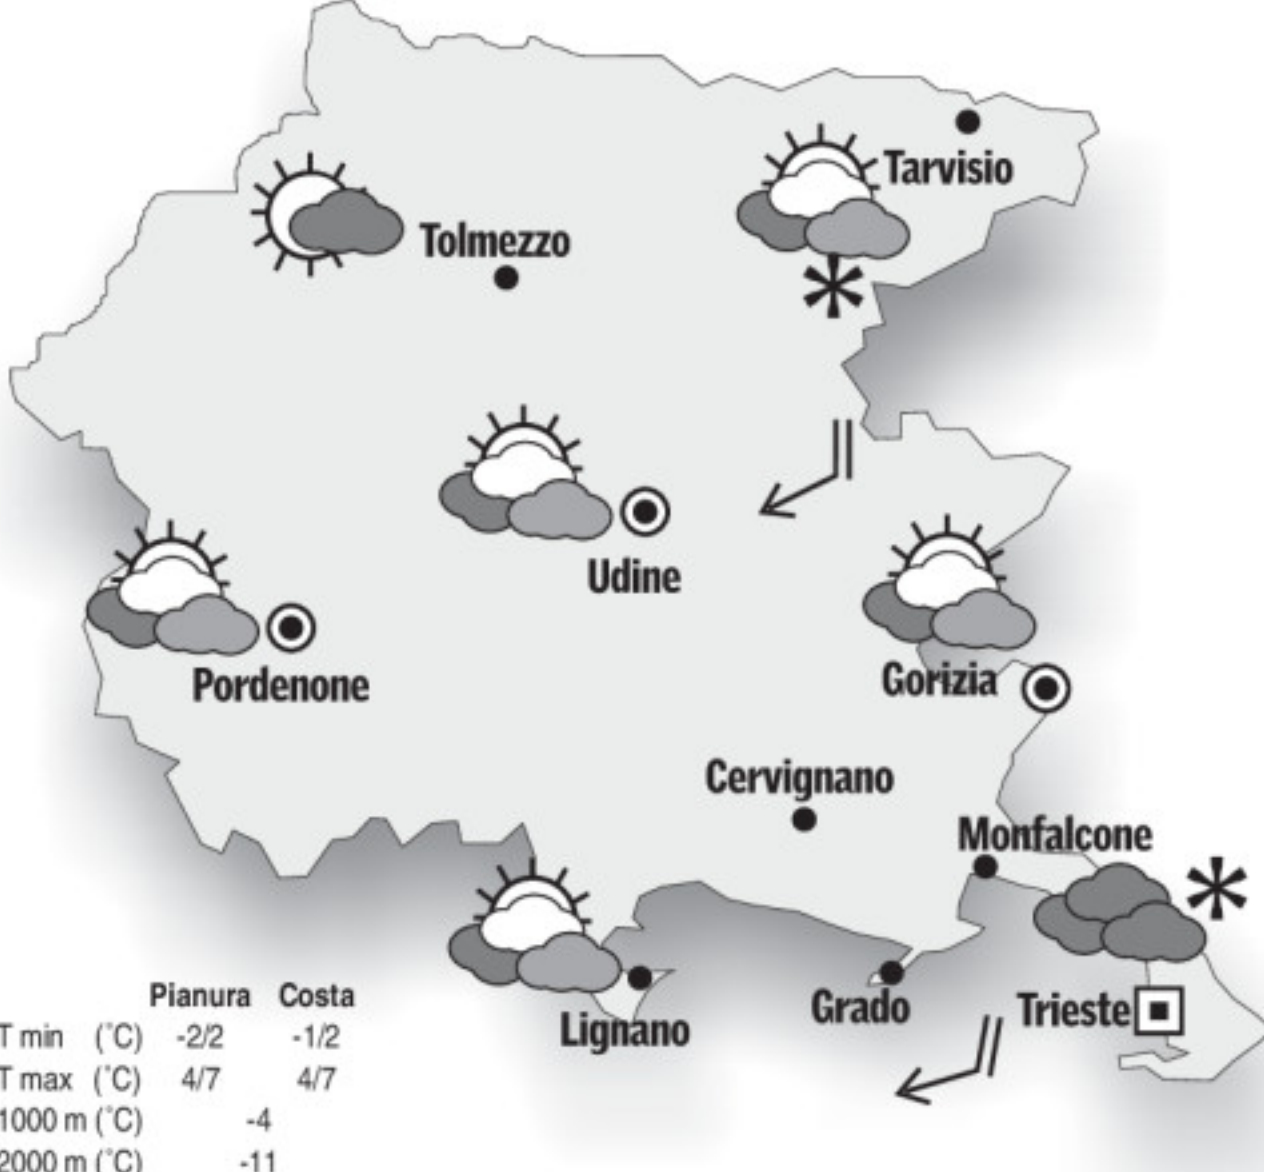 Tarvisio
Tolmezzo
Udine
Pordenone
Gorizia
Cervignano
Monfalcone
Grado
Trieste
Lignano
Pianura Costa
T min (°C) -2/2 -1/2
T max (°C) 4/7 4/7
1000 m (°C) -4
2000 m (°C) -11